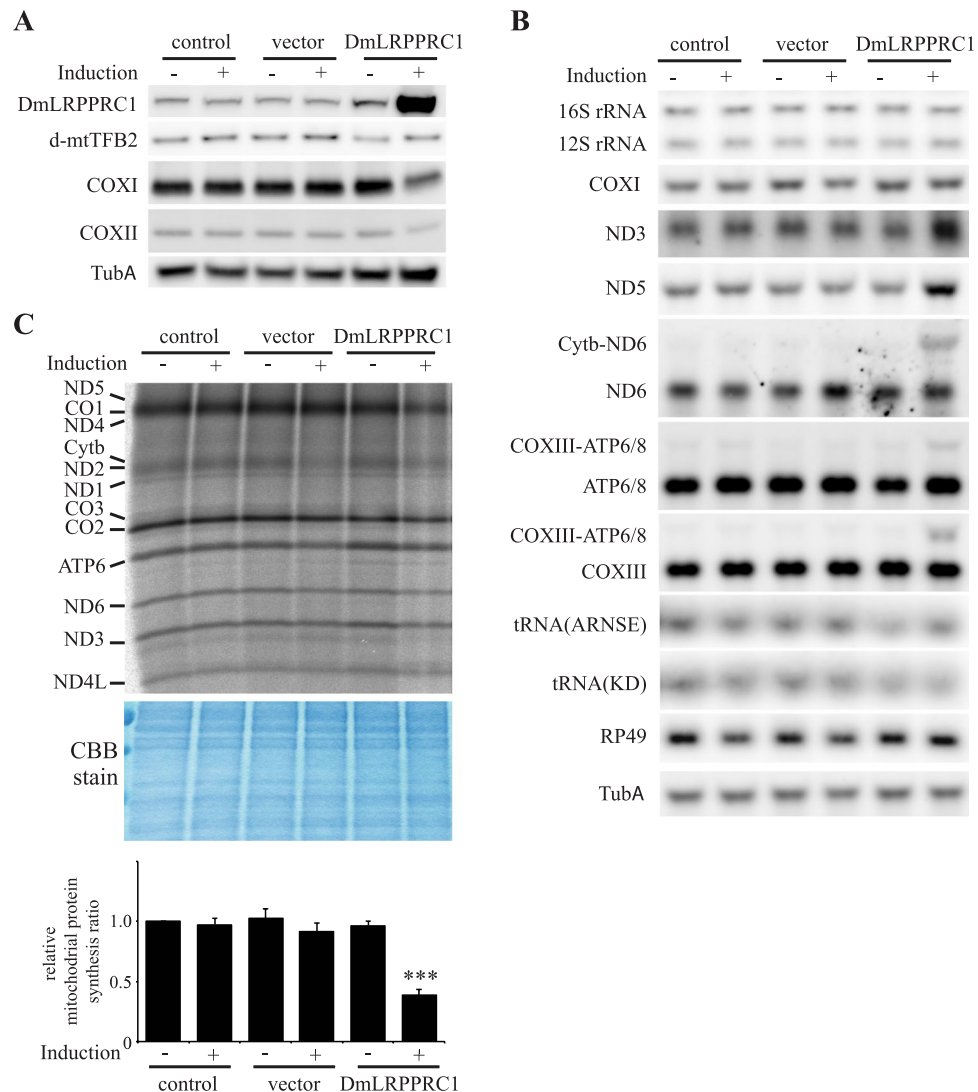 A
control vector DmLRPPRC1
Induction - + - + - +
DmLRPPRC1
d-mtTFB2
COXI
COXII
TubA
B
control vector DmLRPPRC1
Induction - + - + - +
16S rRNA
12S rRNA
COXI
ND3
ND5
Cytb-ND6
ND6
COXIII-ATP6/8
ATP6/8
COXIII-ATP6/8
COXIII
tRNA(ARNSE)
tRNA(KD)
RP49
TubA
C
control vector DmLRPPRC1
Induction - + - + - +
ND5
CO1
ND4
Cytb
ND2
ND1
CO3
CO2
ATP6
ND6
ND3
ND4L
CBB
stain
relative
mitochodrial protein
synthesis ratio
1.0
0.5
0
***
Induction - + - + - +
control vector DmLRPPRC1